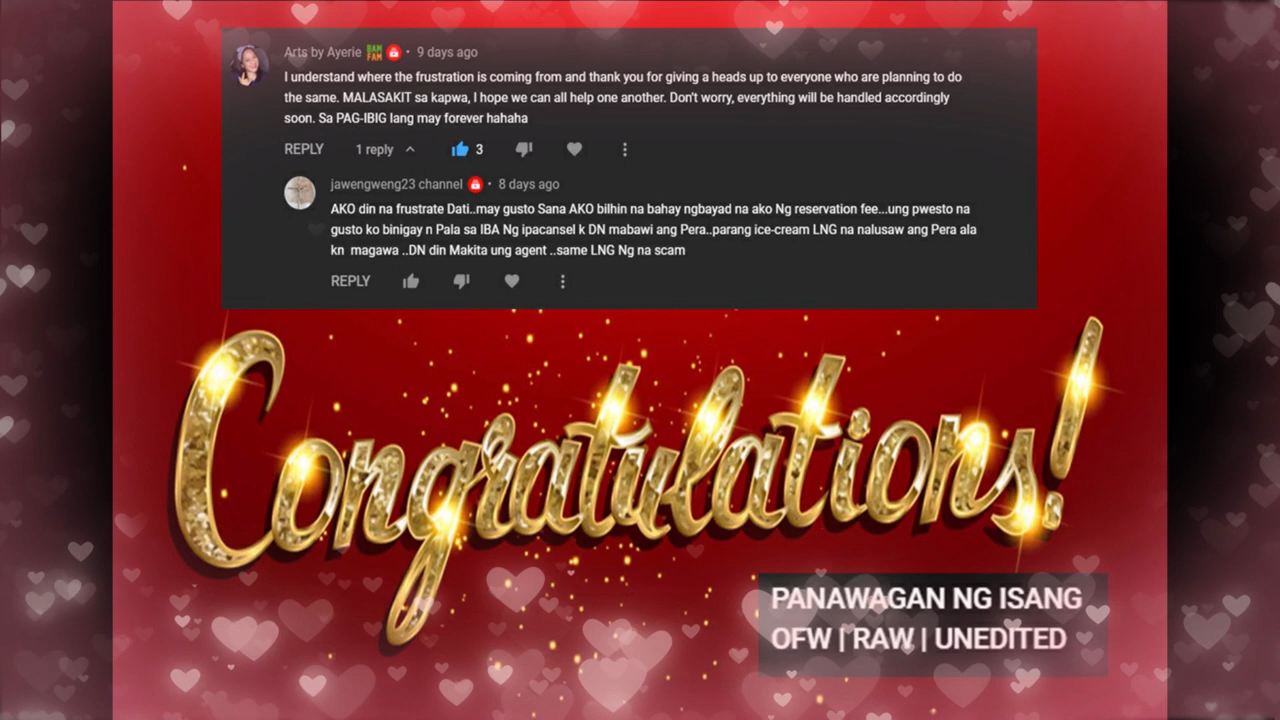 Arts by Ayerie BAM FAM • 9 days ago
I understand where the frustration is coming from and thank you for giving a heads up to everyone who are planning to do
the same. MALASAKIT sa kapwa, I hope we can all help one another. Don't worry, everything will be handled accordingly
soon. Sa PAG-IBIG lang may forever hahaha
REPLY 1 reply 3
jawengweng23 channel • 8 days ago
AKO din na frustrate Dati..may gusto Sana AKO bilhin na bahay ngbayad na ako Ng reservation fee...ung pwesto na
gusto ko binigay n Pala sa IBA Ng ipacansel k DN mabawi ang Pera..parang ice-cream LNG na nalusaw ang Pera ala
kn magawa ..DN din Makita ung agent ..same LNG Ng na scam
REPLY
Congratulations!
PANAWAGAN NG ISANG
OFW | RAW | UNEDITED